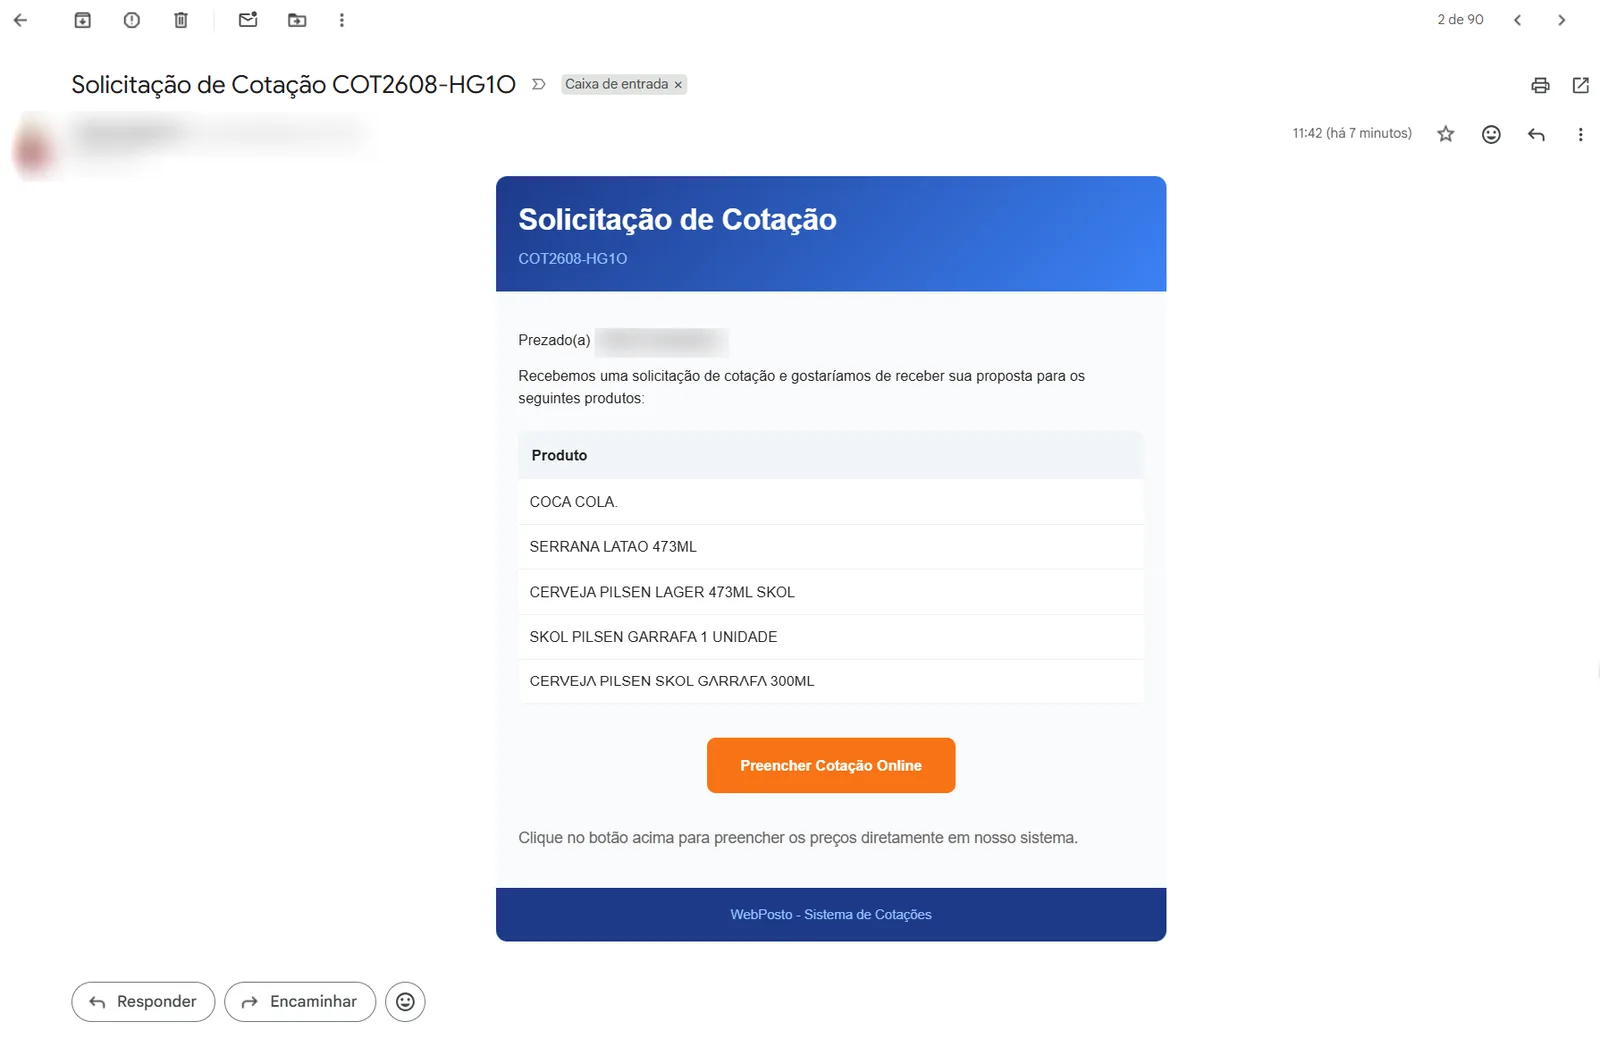 2 de 90
Solicitação de Cotação COT2608-HG1O
Caixa de entrada ×
11:42 (há 7 minutos)
Solicitação de Cotação
COT2608-HG1O
Prezado(a)
Recebemos uma solicitação de cotação e gostaríamos de receber sua proposta para os
seguintes produtos:
Produto
COCA COLA.
SERRANA LATAO 473ML
CERVEJA PILSEN LAGER 473ML SKOL
SKOL PILSEN GARRAFA 1 UNIDADE
CERVEJA PILSEN SKOL GARRAFA 300ML
Preencher Cotação Online
Clique no botão acima para preencher os preços diretamente em nosso sistema.
WebPosto - Sistema de Cotações
Responder
Encaminhar